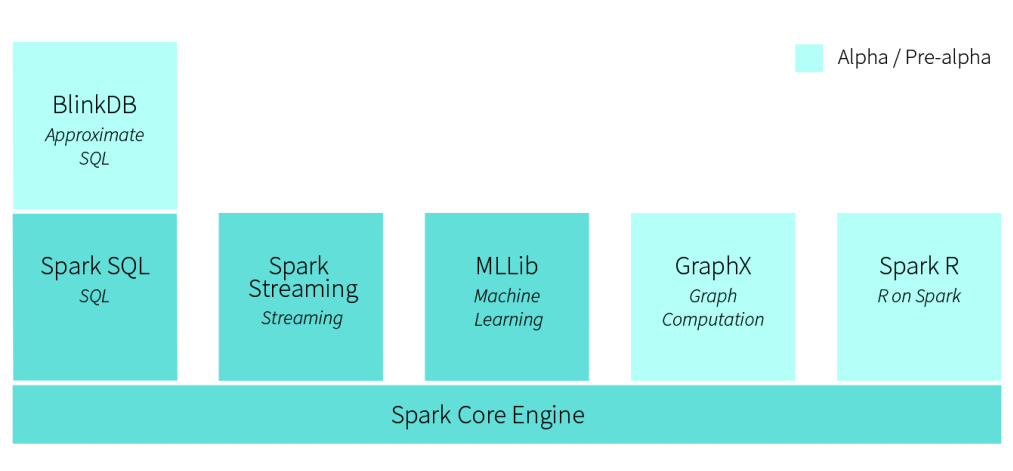 Alpha / Pre-alpha
BlinkDB
Approximate
SQL
Spark SQL
SQL
Spark
Streaming
Streaming
MLLib
Machine
Learning
GraphX
Graph
Computation
Spark R
R on Spark
Spark Core Engine